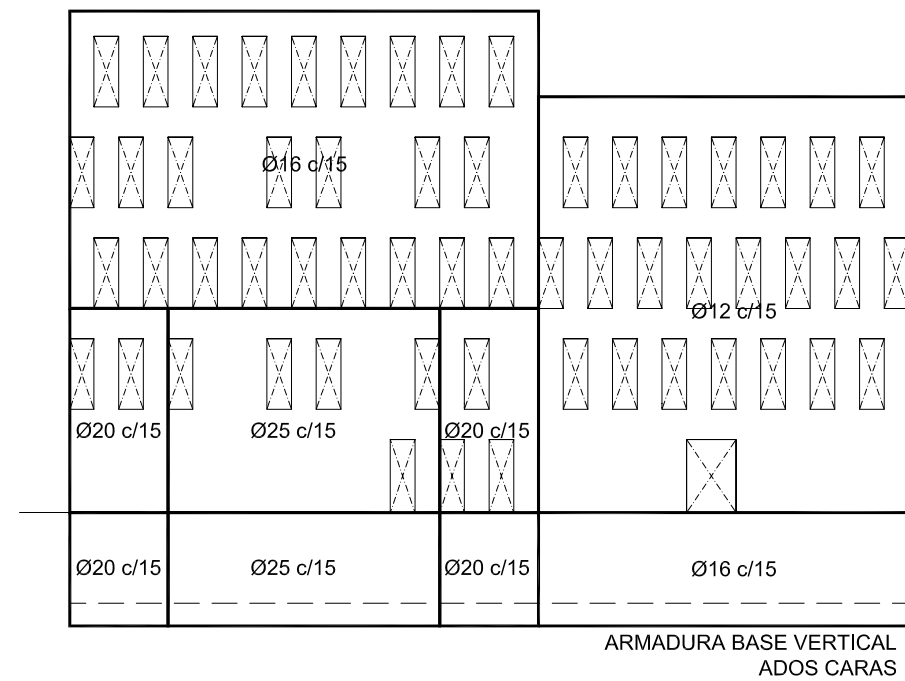 Ø16 c/15
Ø12 c/15
Ø20 c/15
Ø25 c/15
Ø20 c/15
Ø20 c/15
Ø25 c/15
Ø20 c/15
Ø16 c/15
ARMADURA BASE VERTICAL
ADOS CARAS